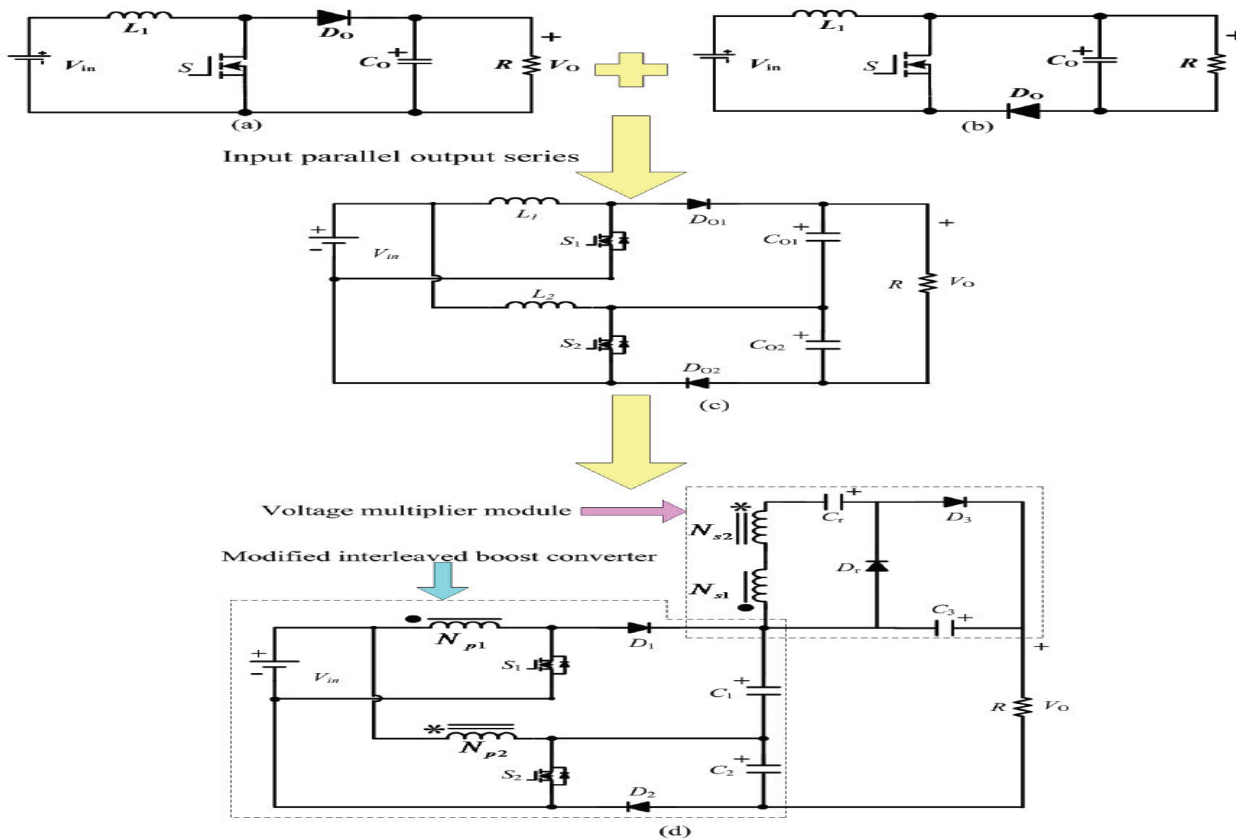 L1
DO
Vin
S
CO
+
R
VO
+
(a)
L1
Vin
S
CO
+
R
+
DO
(b)
Input parallel output series
L1
DO1
+
-
Vin
S1
CO1
+
+
R
VO
L2
S2
CO2
+
DO2
(c)
Voltage multiplier module
Modified interleaved boost converter
*
Ns2
Ns1
Cr
+
D3
Dr
C3
+
Np1
D1
+
-
Vin
S1
C1
+
+
R
VO
*
Np2
S2
C2
+
D2
(d)